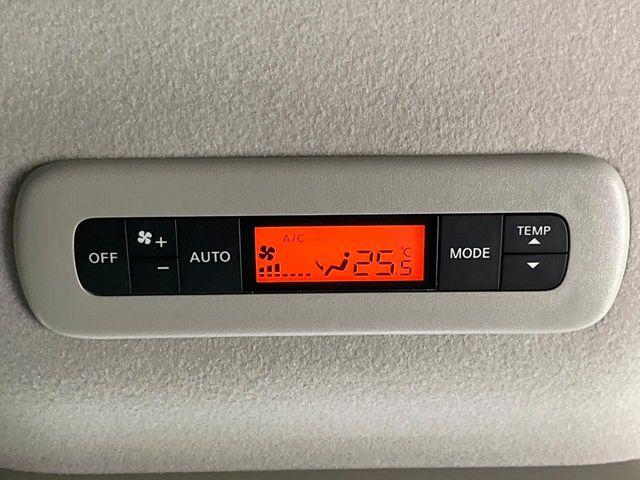 OFF
+
−
AUTO
A/C
25.5°C
MODE
TEMP